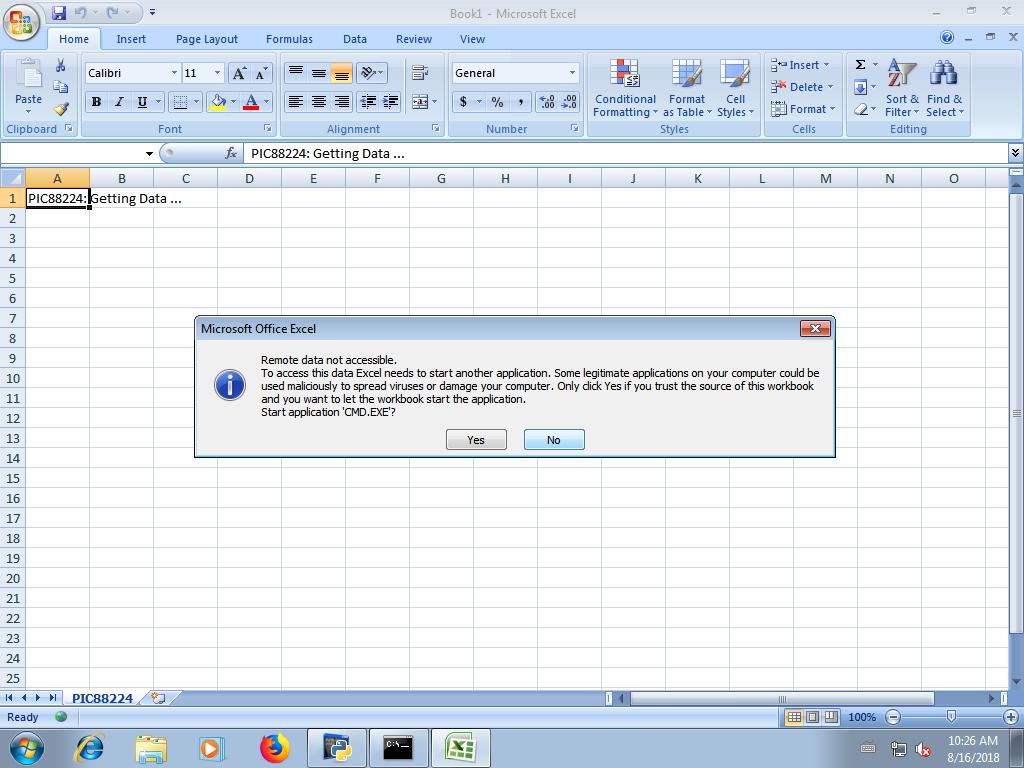 Book1 - Microsoft Excel
Home Insert Page Layout Formulas Data Review View
Paste
Calibri 11 A A
B I U A
General
$ % , .0 .00 .00 .0
Conditional Formatting
Format as Table
Cell Styles
Insert
Delete
Format
Σ
Sort & Filter
Find & Select
Clipboard Font Alignment Number Styles Cells Editing
fx PIC88224: Getting Data ...
A B C D E F G H I J K L M N O
1 PIC88224: Getting Data ...
2
3
4
5
6
7
8
9
10
11
12
13
14
15
16
17
18
19
20
21
22
23
24
25
Microsoft Office Excel
Remote data not accessible.
To access this data Excel needs to start another application. Some legitimate applications on your computer could be
used maliciously to spread viruses or damage your computer. Only click Yes if you trust the source of this workbook
and you want to let the workbook start the application.
Start application 'CMD.EXE'?
Yes No
PIC88224
Ready 100%
10:26 AM
8/16/2018